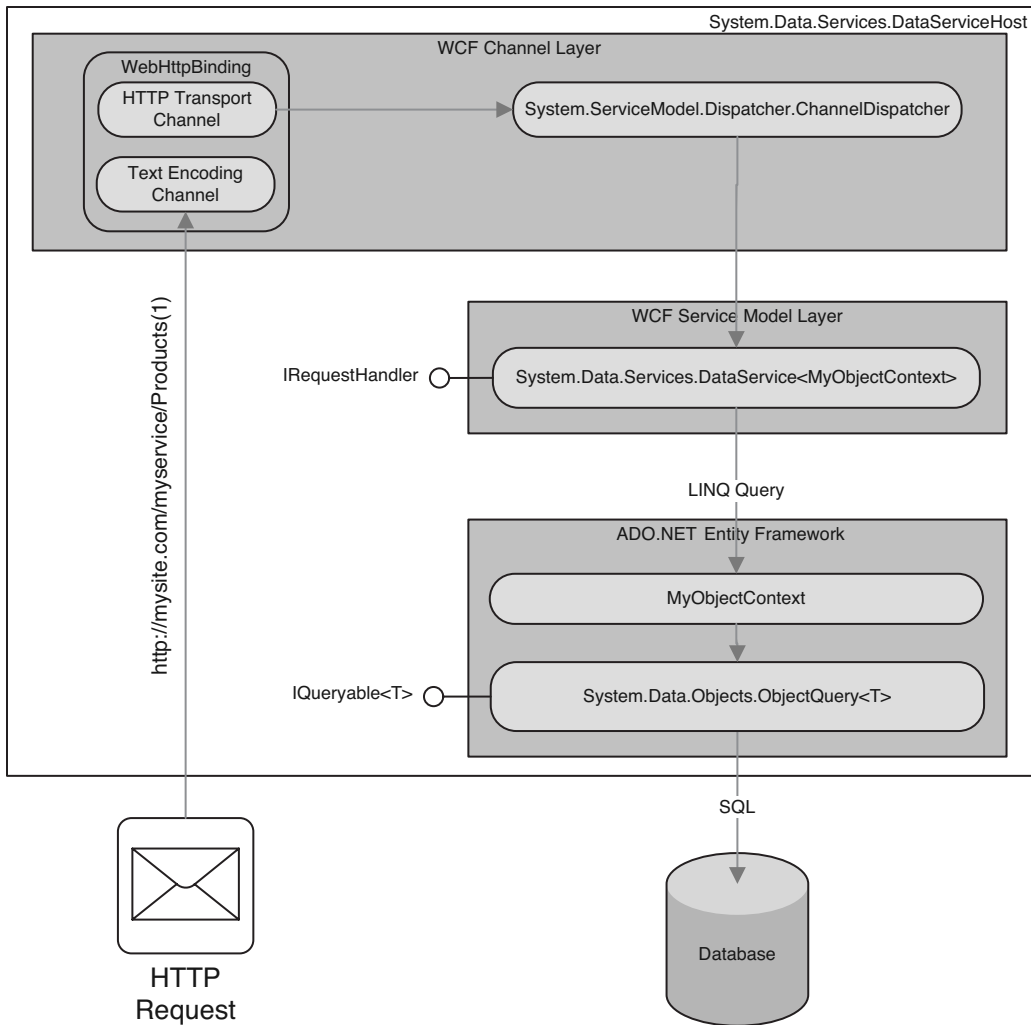 System.Data.Services.DataServiceHost
WCF Channel Layer
WebHttpBinding
HTTP Transport
Channel
System.ServiceModel.Dispatcher.ChannelDispatcher
Text Encoding
Channel
http://mysite.com/myservice/Products(1)
WCF Service Model Layer
IRequestHandler
System.Data.Services.DataService<MyObjectContext>
LINQ Query
ADO.NET Entity Framework
MyObjectContext
IQueryable<T>
System.Data.Objects.ObjectQuery<T>
SQL
Database
HTTP
Request